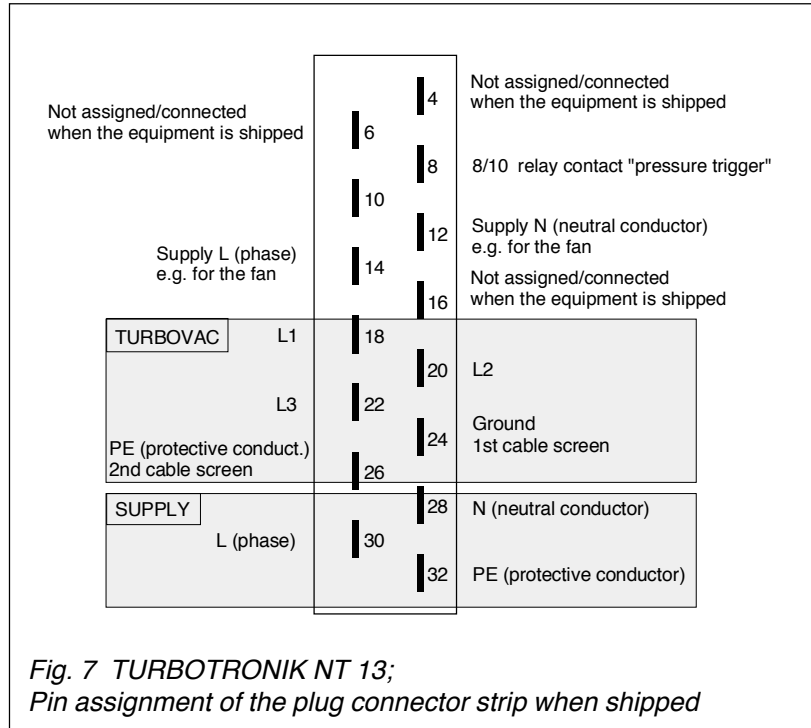 4
Not assigned/connected
when the equipment is shipped
Not assigned/connected
when the equipment is shipped
6
8
8/10 relay contact "pressure trigger"
10
12
Supply N (neutral conductor)
e.g. for the fan
Supply L (phase)
e.g. for the fan
14
16
Not assigned/connected
when the equipment is shipped
TURBOVAC
L1
18
20
L2
L3
22
24
Ground
1st cable screen
PE (protective conduct.)
2nd cable screen
26
SUPPLY
28
N (neutral conductor)
L (phase)
30
32
PE (protective conductor)
Fig. 7 TURBOTRONIK NT 13;
Pin assignment of the plug connector strip when shipped